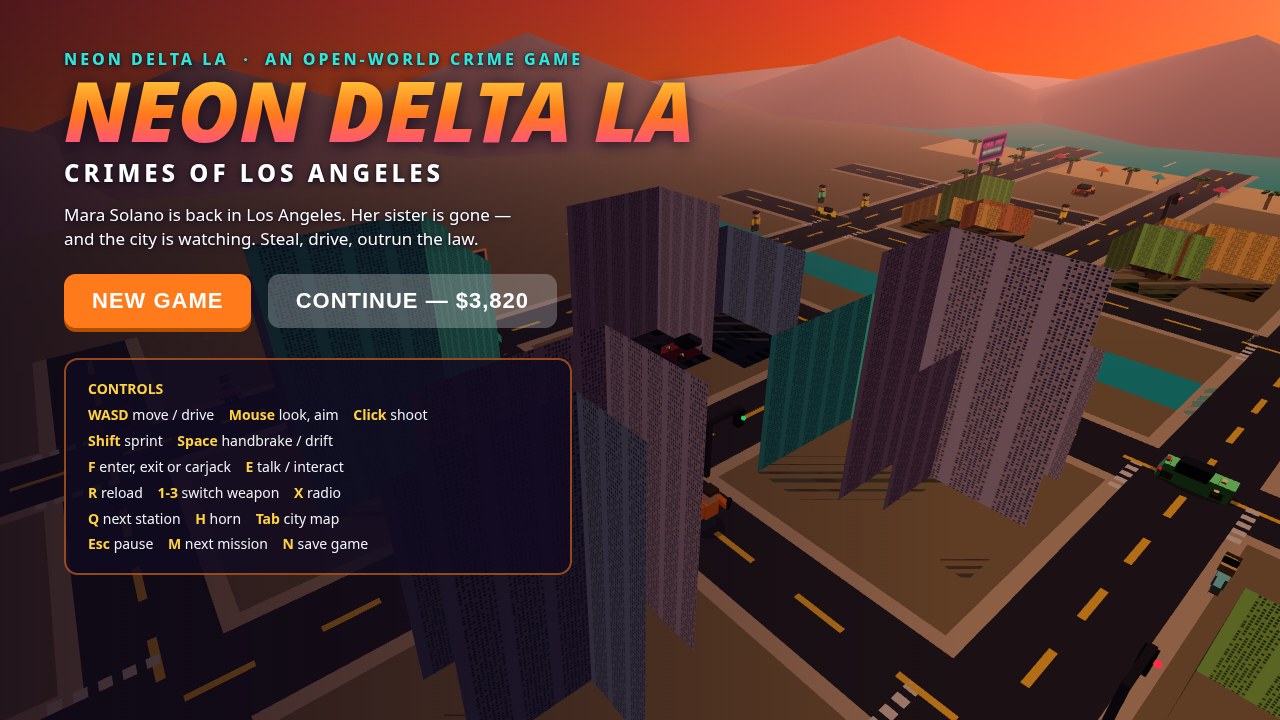 NEON DELTA LA · AN OPEN-WORLD CRIME GAME
NEON DELTA LA
CRIMES OF LOS ANGELES
Mara Solano is back in Los Angeles. Her sister is gone —
and the city is watching. Steal, drive, outrun the law.
NEW GAME
CONTINUE — $3,820
CONTROLS
WASD move / drive Mouse look, aim Click shoot
Shift sprint Space handbrake / drift
F enter, exit or carjack E talk / interact
R reload 1-3 switch weapon X radio
Q next station H horn Tab city map
Esc pause M next mission N save game